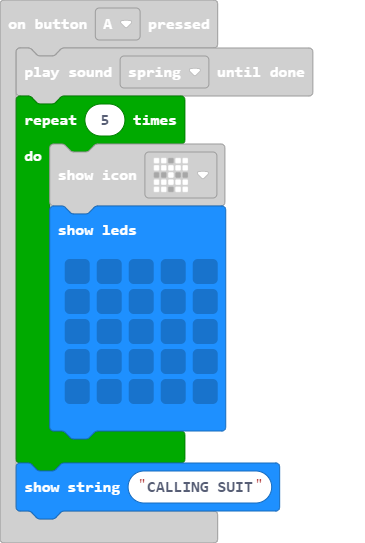 on button A pressed
play sound spring until done
repeat 5 times
do
show icon
show leds
show string "CALLING SUIT"